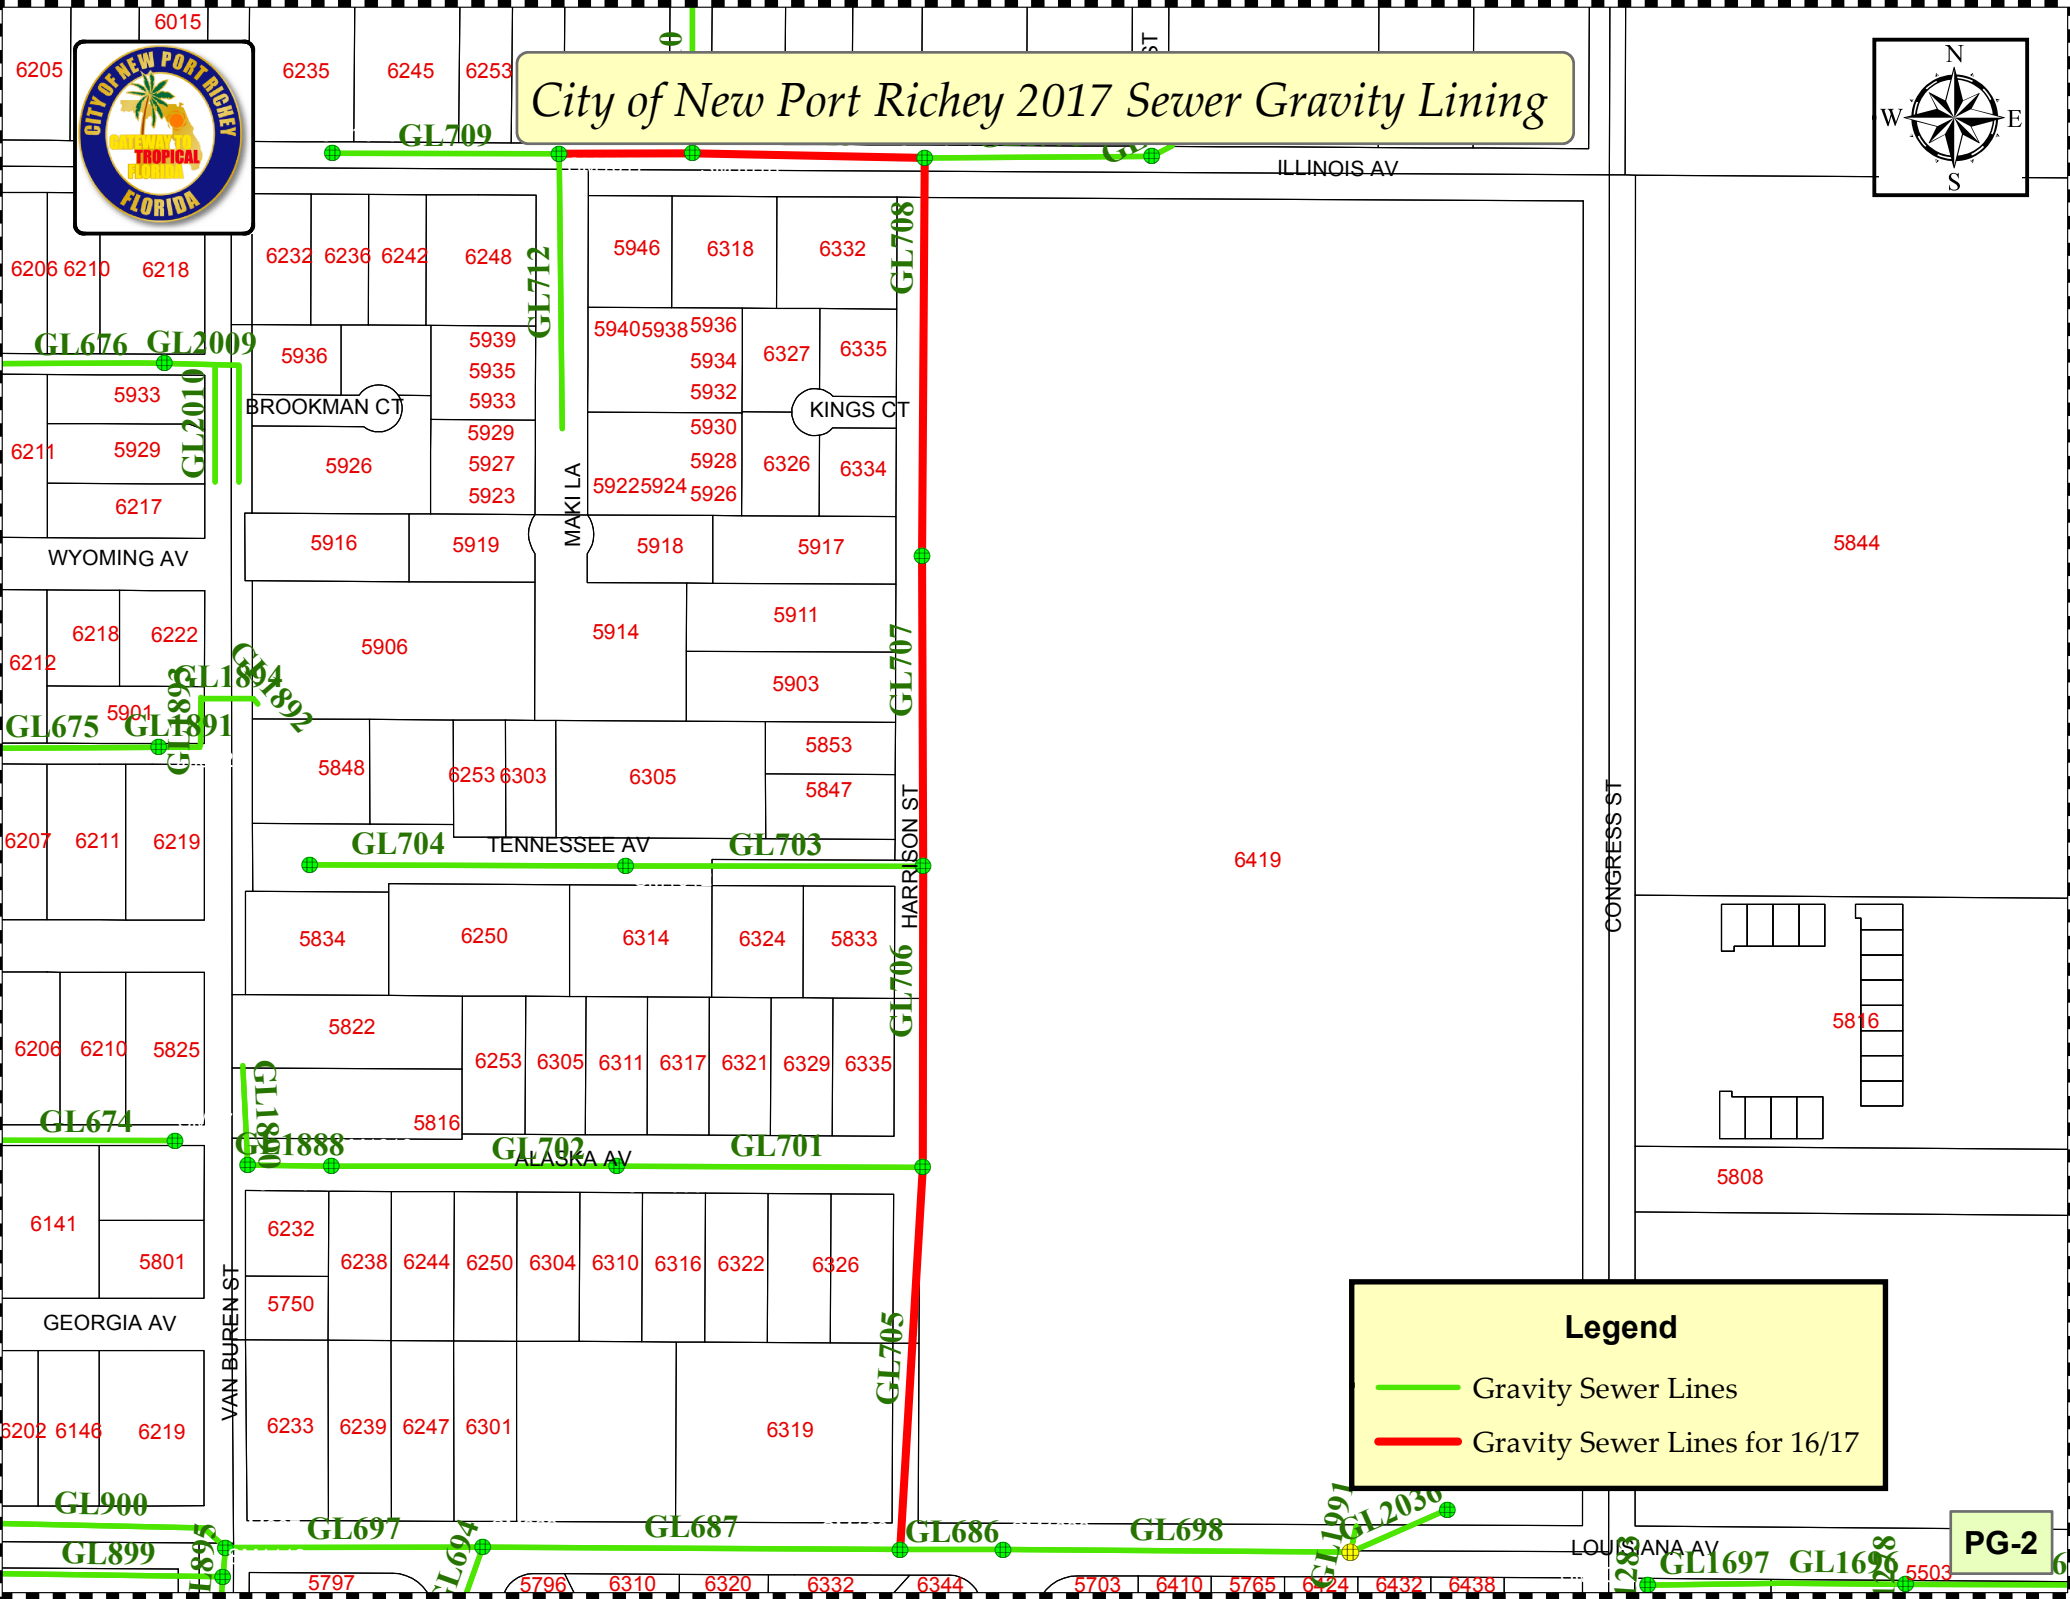 6015
6205
6235
6245
6253
CITY OF NEW PORT RICHEY
GATEWAY TO
TROPICAL
FLORIDA
FLORIDA
City of New Port Richey 2017 Sewer Gravity Lining
N
W E
S
ST
0
GL709
ILLINOIS AV
GL708
GL712
6206 6210 6218
6232 6236 6242 6248
5946 6318 6332
GL676 GL2009
GL2010
5936
5939
5935
5933
5940 5938 5936
5934
5932
6327 6335
BROOKMAN CT
KINGS CT
5933
5929
6211
6217
5926
5929
5927
5923
5930
5928
5922 5924 5926
6326 6334
MAKI LA
WYOMING AV
5916 5919 5918 5917
5844
6212 6218 6222
5906 5914
5911
5903
GL707
GL1894
GL1892
GL1893
5901
GL675 GL1891
5848 6253 6303 6305
5853
5847
HARRISON ST
CONGRESS ST
6207 6211 6219
GL704 TENNESSEE AV GL703
6419
5834 6250 6314 6324 5833
GL706
5822
6206 6210 5825
6253 6305 6311 6317 6321 6329 6335
5816
5816
GL674
GL1890
GL1888 GL702 GL701
ALASKA AV
5808
6141
5801
6232
5750
6238 6244 6250 6304 6310 6316 6322 6326
GEORGIA AV
VAN BUREN ST
GL705
6202 6146 6219
6233 6239 6247 6301 6319
Legend
Gravity Sewer Lines
Gravity Sewer Lines for 16/17
GL900
GL899
GL697 GL694 GL687 GL686 GL698 GL1991 GL2036
LOUISIANA AV
GL1697 GL1696
PG-2
5797 5796 6310 6320 6332 6344 5703 6410 5765 6424 6432 6438 5503